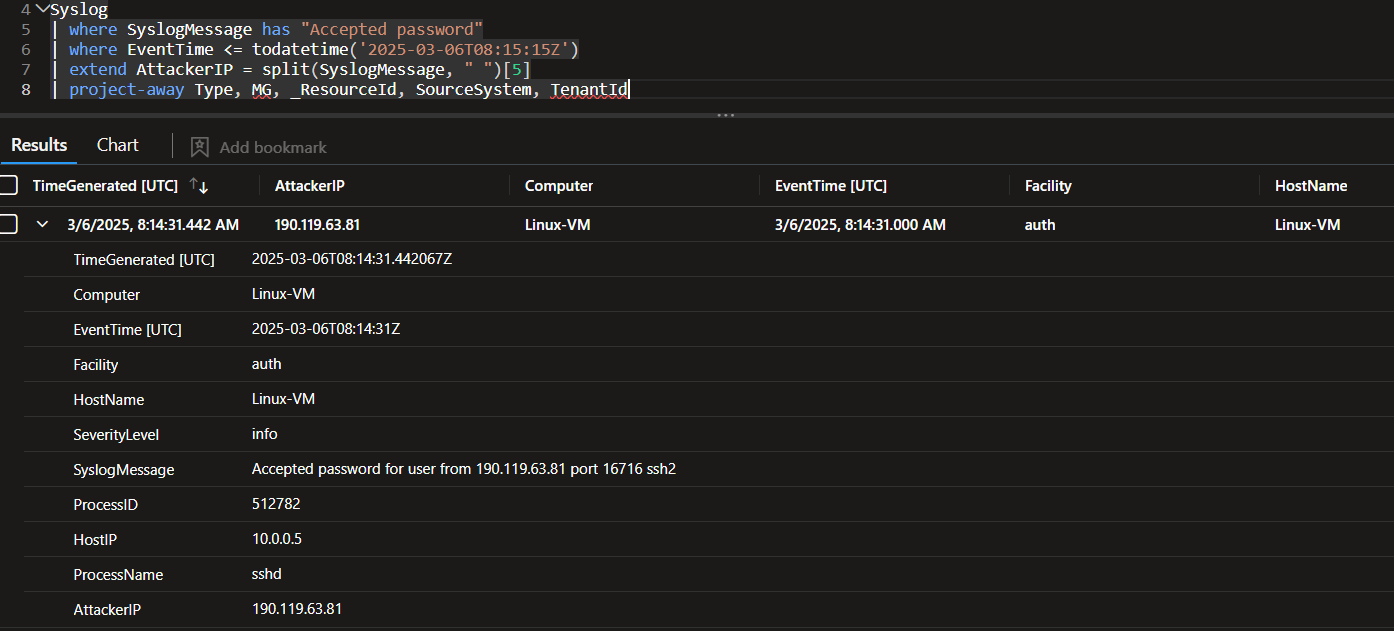 4 Syslog
5 | where SyslogMessage has "Accepted password"
6 | where EventTime <= todatetime('2025-03-06T08:15:15Z')
7 | extend AttackerIP = split(SyslogMessage, " ")[5]
8 | project-away Type, MG, _ResourceId, SourceSystem, TenantId
Results Chart Add bookmark
TimeGenerated [UTC] ↑↓ AttackerIP Computer EventTime [UTC] Facility HostName
3/6/2025, 8:14:31.442 AM 190.119.63.81 Linux-VM 3/6/2025, 8:14:31.000 AM auth Linux-VM
TimeGenerated [UTC] 2025-03-06T08:14:31.442067Z
Computer Linux-VM
EventTime [UTC] 2025-03-06T08:14:31Z
Facility auth
HostName Linux-VM
SeverityLevel info
SyslogMessage Accepted password for user from 190.119.63.81 port 16716 ssh2
ProcessID 512782
HostIP 10.0.0.5
ProcessName sshd
AttackerIP 190.119.63.81